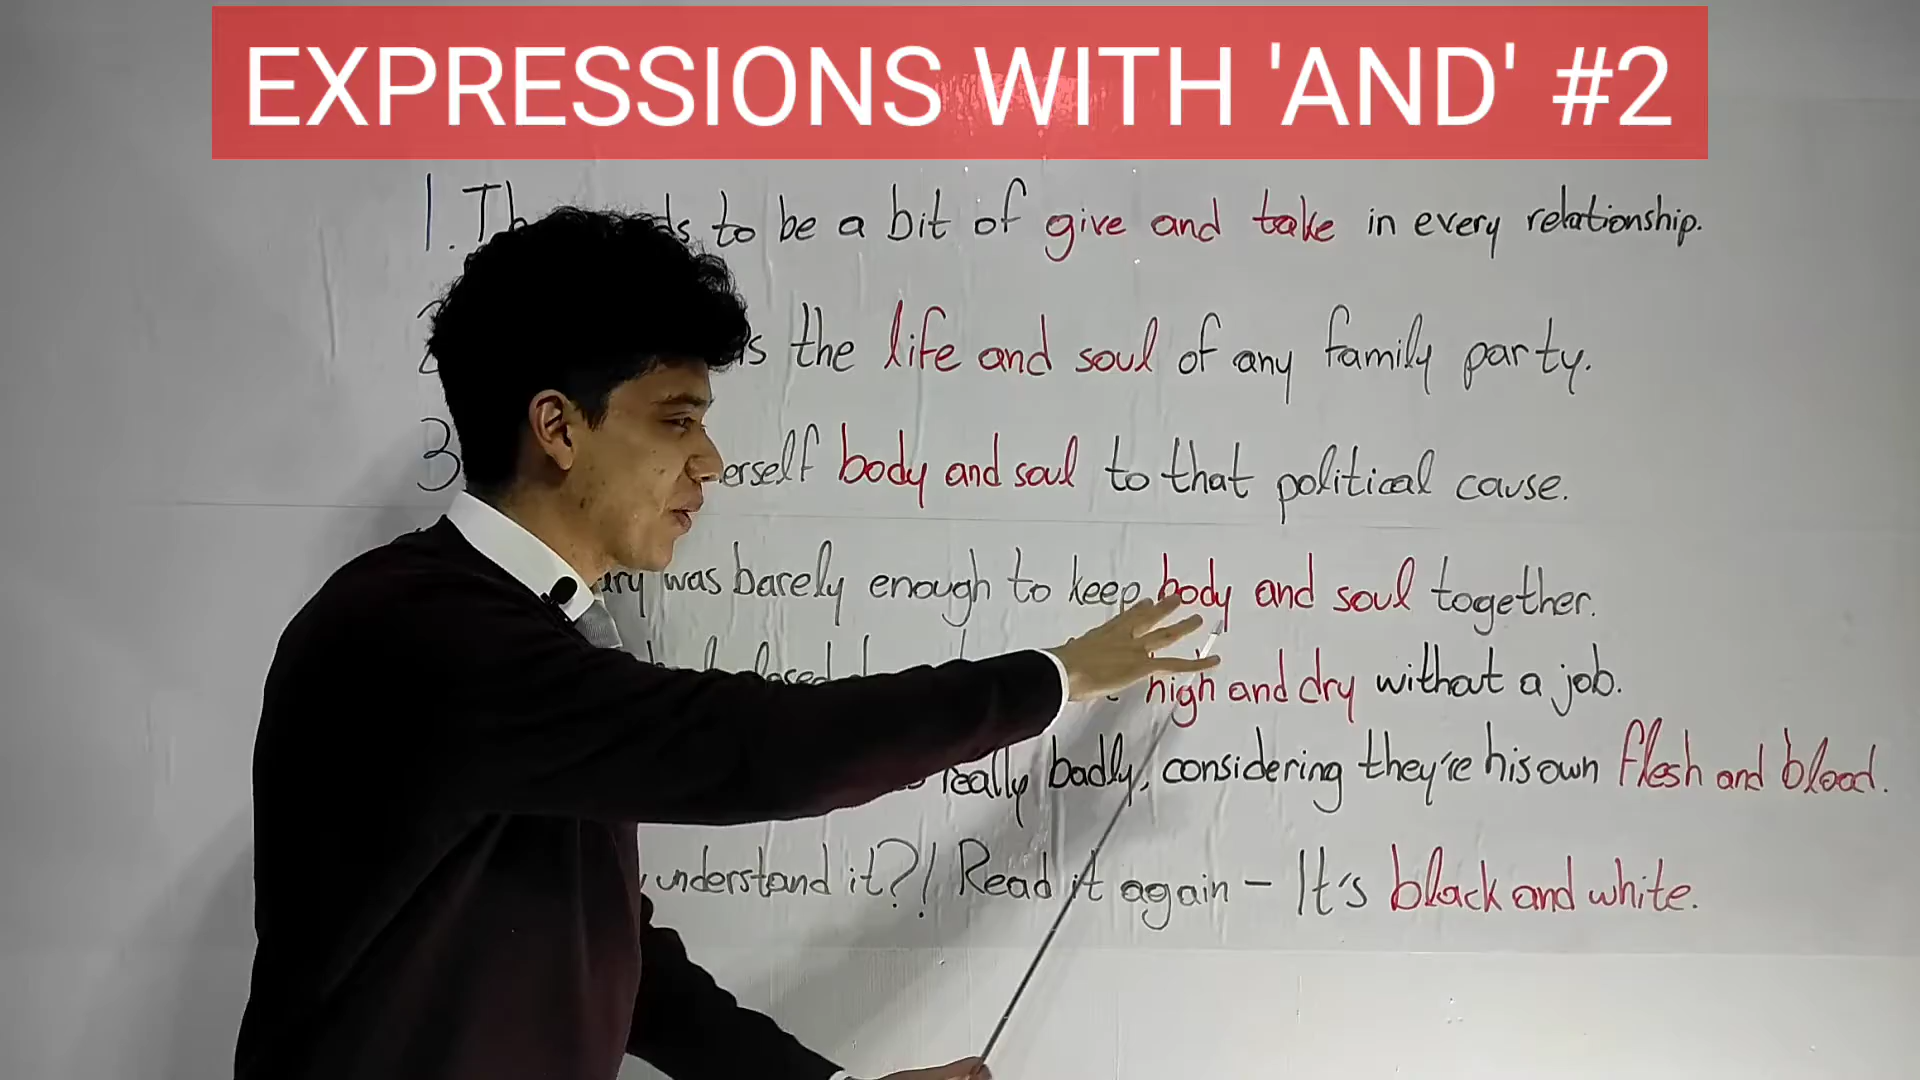 EXPRESSIONS WITH 'AND' #2
1. to be a bit of give and take in every relationship.
the life and soul of any family party.
3 body and soul to that political cause.
was barely enough to keep body and soul together.
high and dry without a job.
really badly, considering they're his own flesh and blood.
understand it?! Read it again – It's black and white.